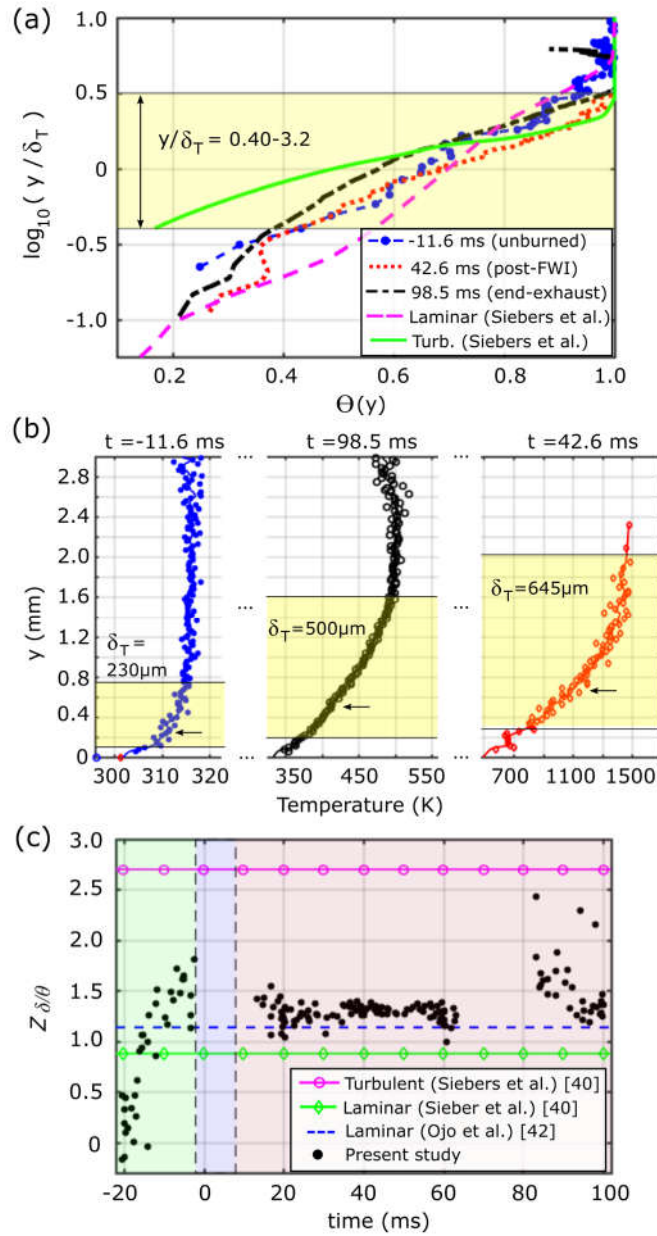 (a)
1.0
0.5
0
-0.5
-1.0
log10 ( y / δT )
y/δT = 0.40-3.2
-11.6 ms (unburned)
42.6 ms (post-FWI)
98.5 ms (end-exhaust)
Laminar (Siebers et al.)
Turb. (Siebers et al.)
0.2 0.4 0.6 0.8 1.0
Θ(y)
(b)
t =-11.6 ms t =98.5 ms t =42.6 ms
... ...
2.8
2.4
2.0
1.6
1.2
0.8
0.4
0
y (mm)
δT =
230µm
δT=500µm
δT=645µm
... ...
... ...
300 310 320 350 450 550 700 1100 1500
Temperature (K)
(c)
3.0
2.5
2.0
1.5
1.0
0.5
0
Zδ/θ
Turbulent (Siebers et al.) [40]
Laminar (Sieber et al.) [40]
Laminar (Ojo et al.) [42]
Present study
-20 0 20 40 60 80 100
time (ms)